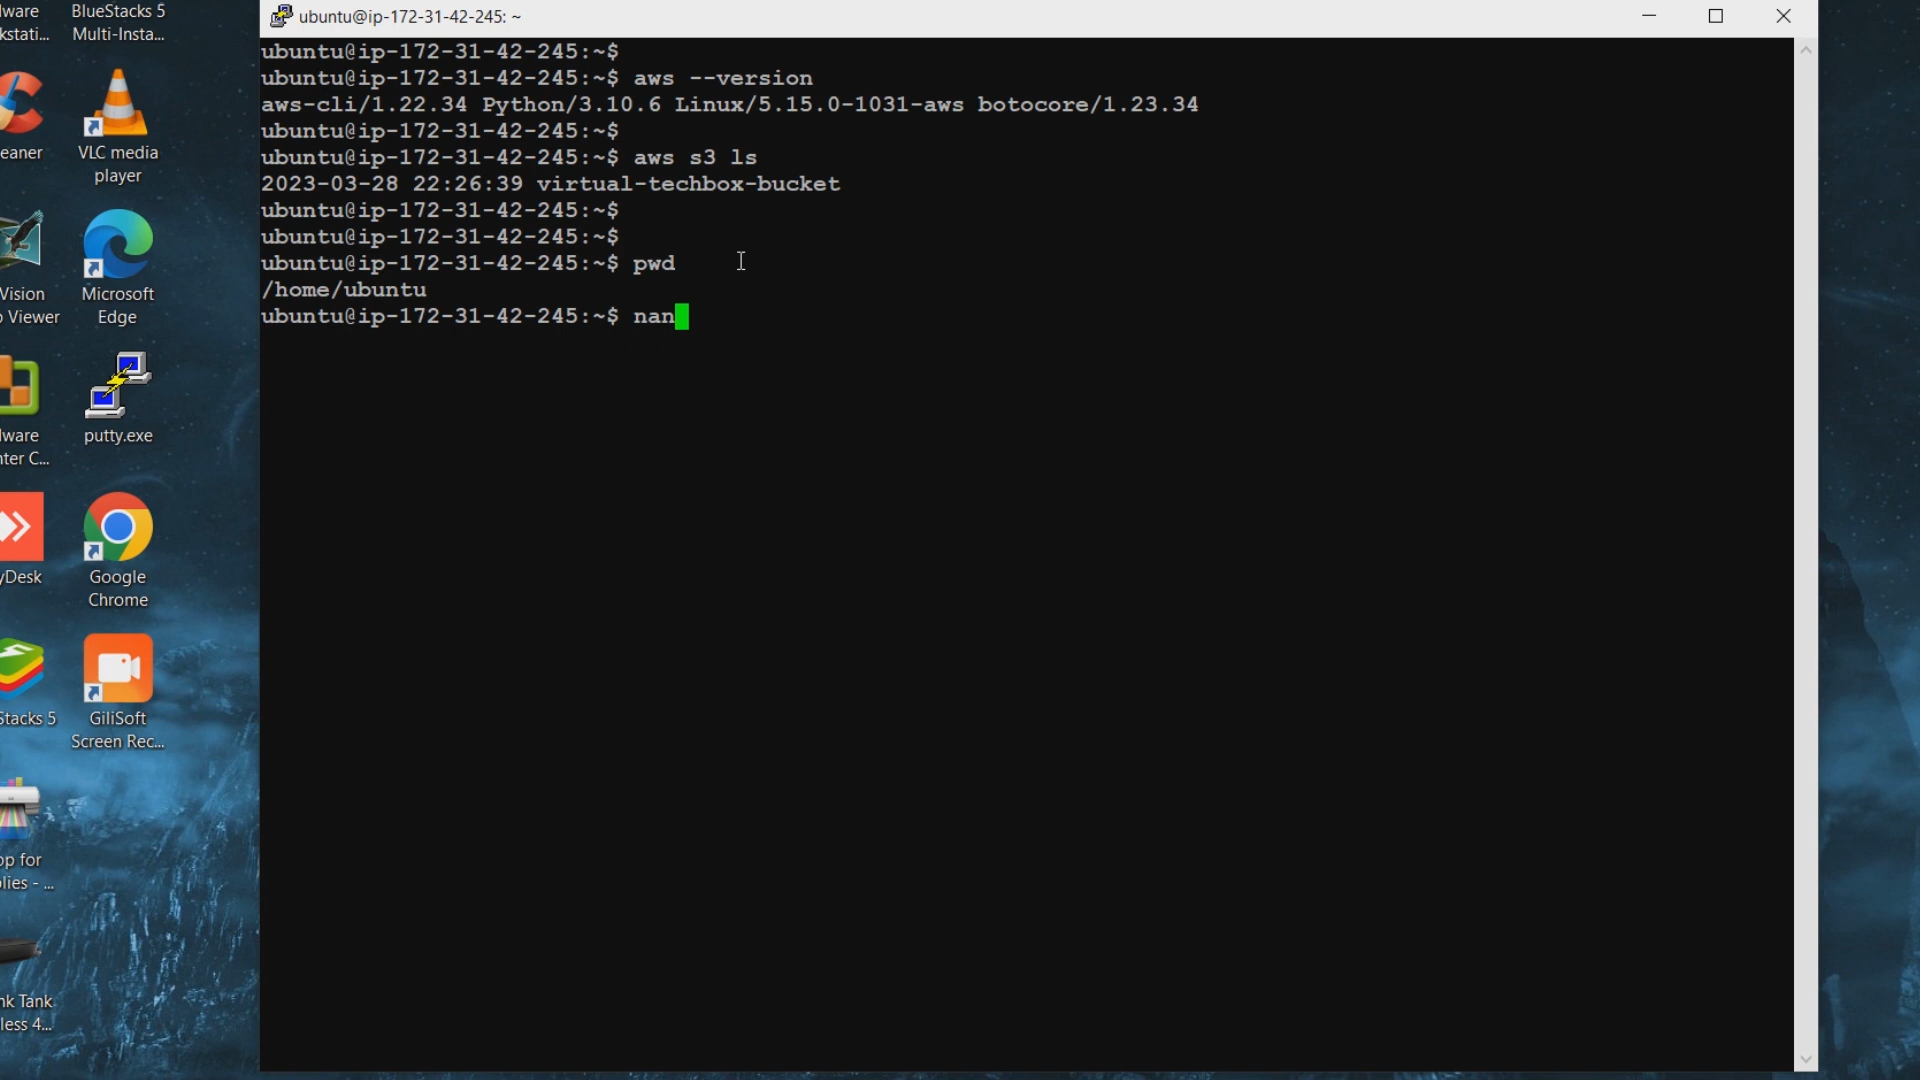 ware
kstati...
BlueStacks 5
Multi-Insta...
eaner
VLC media
player
Vision
Viewer
Microsoft
Edge
ware
nter C...
putty.exe
yDesk
Google
Chrome
Stacks 5
GiliSoft
Screen Rec...
op for
lies - ...
nk Tank
less 4...
ubuntu@ip-172-31-42-245: ~
ubuntu@ip-172-31-42-245:~$
ubuntu@ip-172-31-42-245:~$ aws --version
aws-cli/1.22.34 Python/3.10.6 Linux/5.15.0-1031-aws botocore/1.23.34
ubuntu@ip-172-31-42-245:~$
ubuntu@ip-172-31-42-245:~$ aws s3 ls
2023-03-28 22:26:39 virtual-techbox-bucket
ubuntu@ip-172-31-42-245:~$
ubuntu@ip-172-31-42-245:~$
ubuntu@ip-172-31-42-245:~$ pwd
/home/ubuntu
ubuntu@ip-172-31-42-245:~$ nan